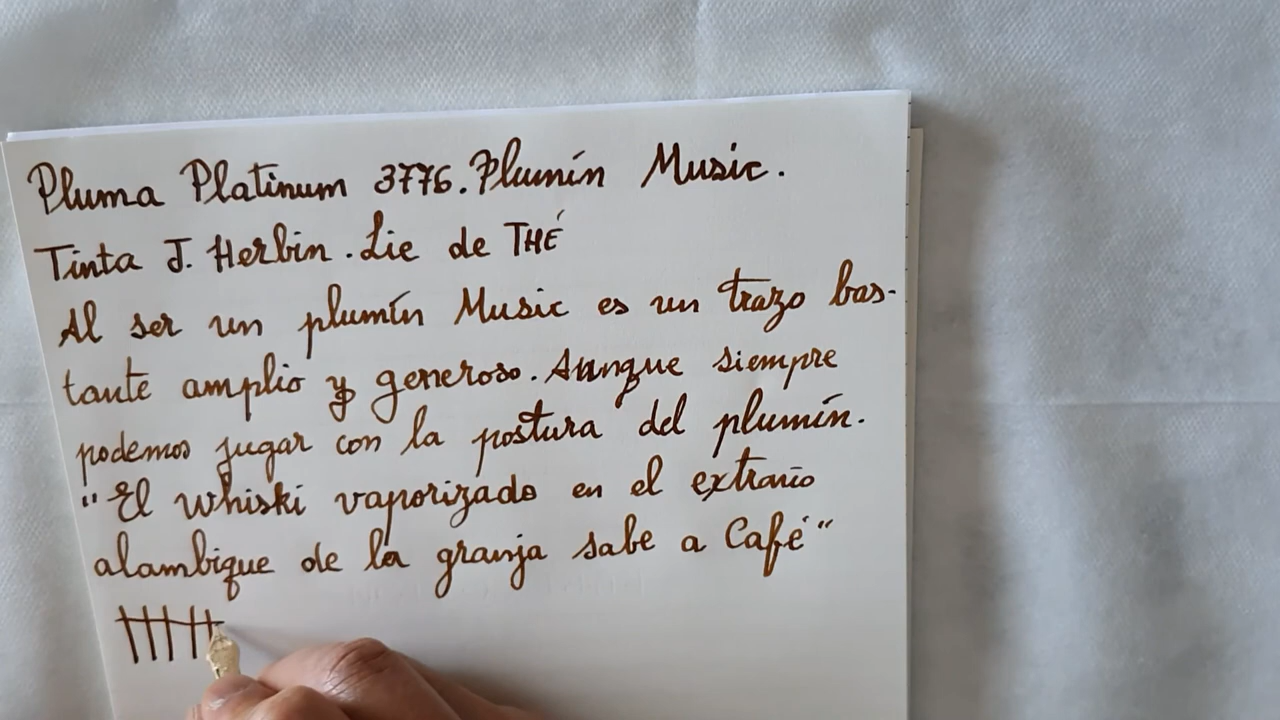 Pluma Platinum 3776. Plumín Music.
Tinta J. Herbin. Lie de THÉ
Al ser un plumín Music es un trazo bas-
tante amplio y generoso. Aunque siempre
podemos jugar con la postura del plumín.
"El whiski vaporizado en el extraño
alambique de la granja sabe a Café"